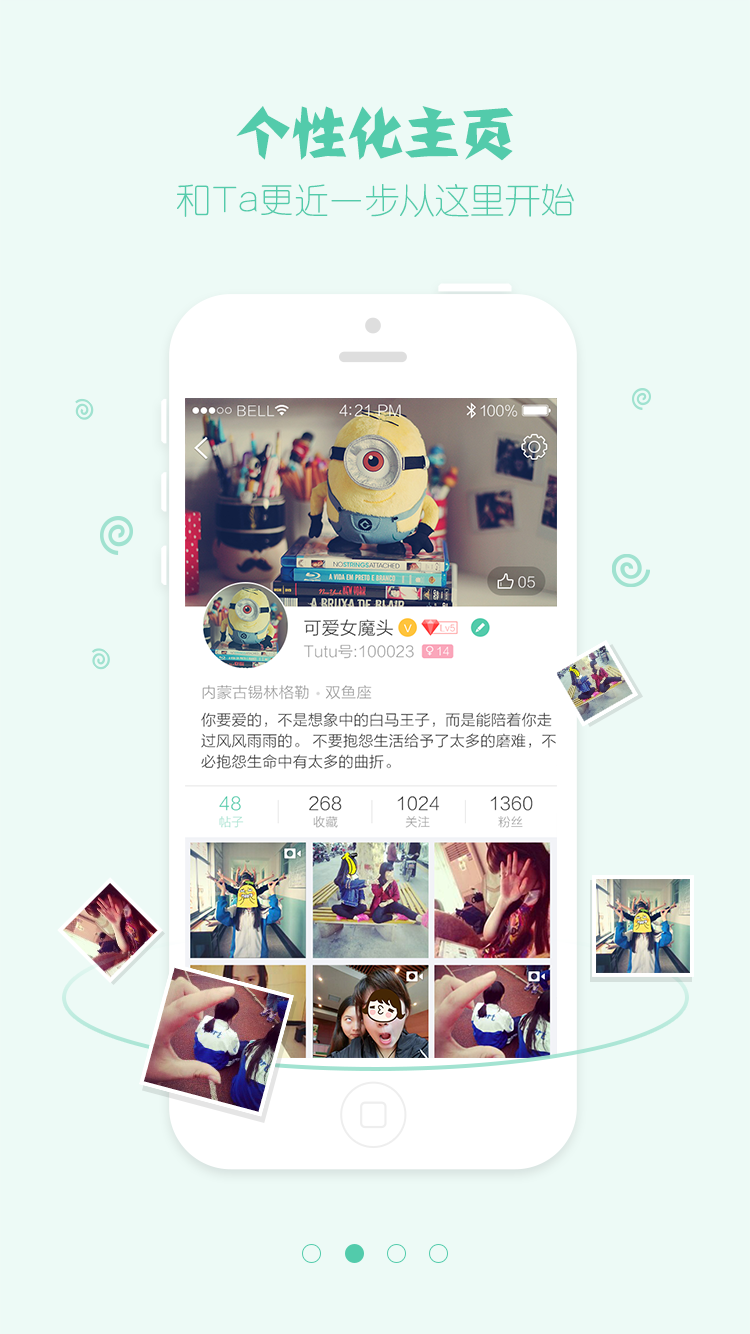 个性化主页
和Ta更近一步从这里开始
BELL 4:21 PM 100%
NO STRINGS ATTACHED
A VIDA EM PRETO E BRANCO
New York
A BRUXA DE BLAIR
05
可爱女魔头 V Lv5
Tutu号:100023 ♀14
内蒙古锡林格勒 • 双鱼座
你要爱的，不是想象中的白马王子，而是能陪着你走
过风风雨雨的。 不要抱怨生活给予了太多的磨难，不
必抱怨生命中有太多的曲折。
48 268 1024 1360
帖子 收藏 关注 粉丝